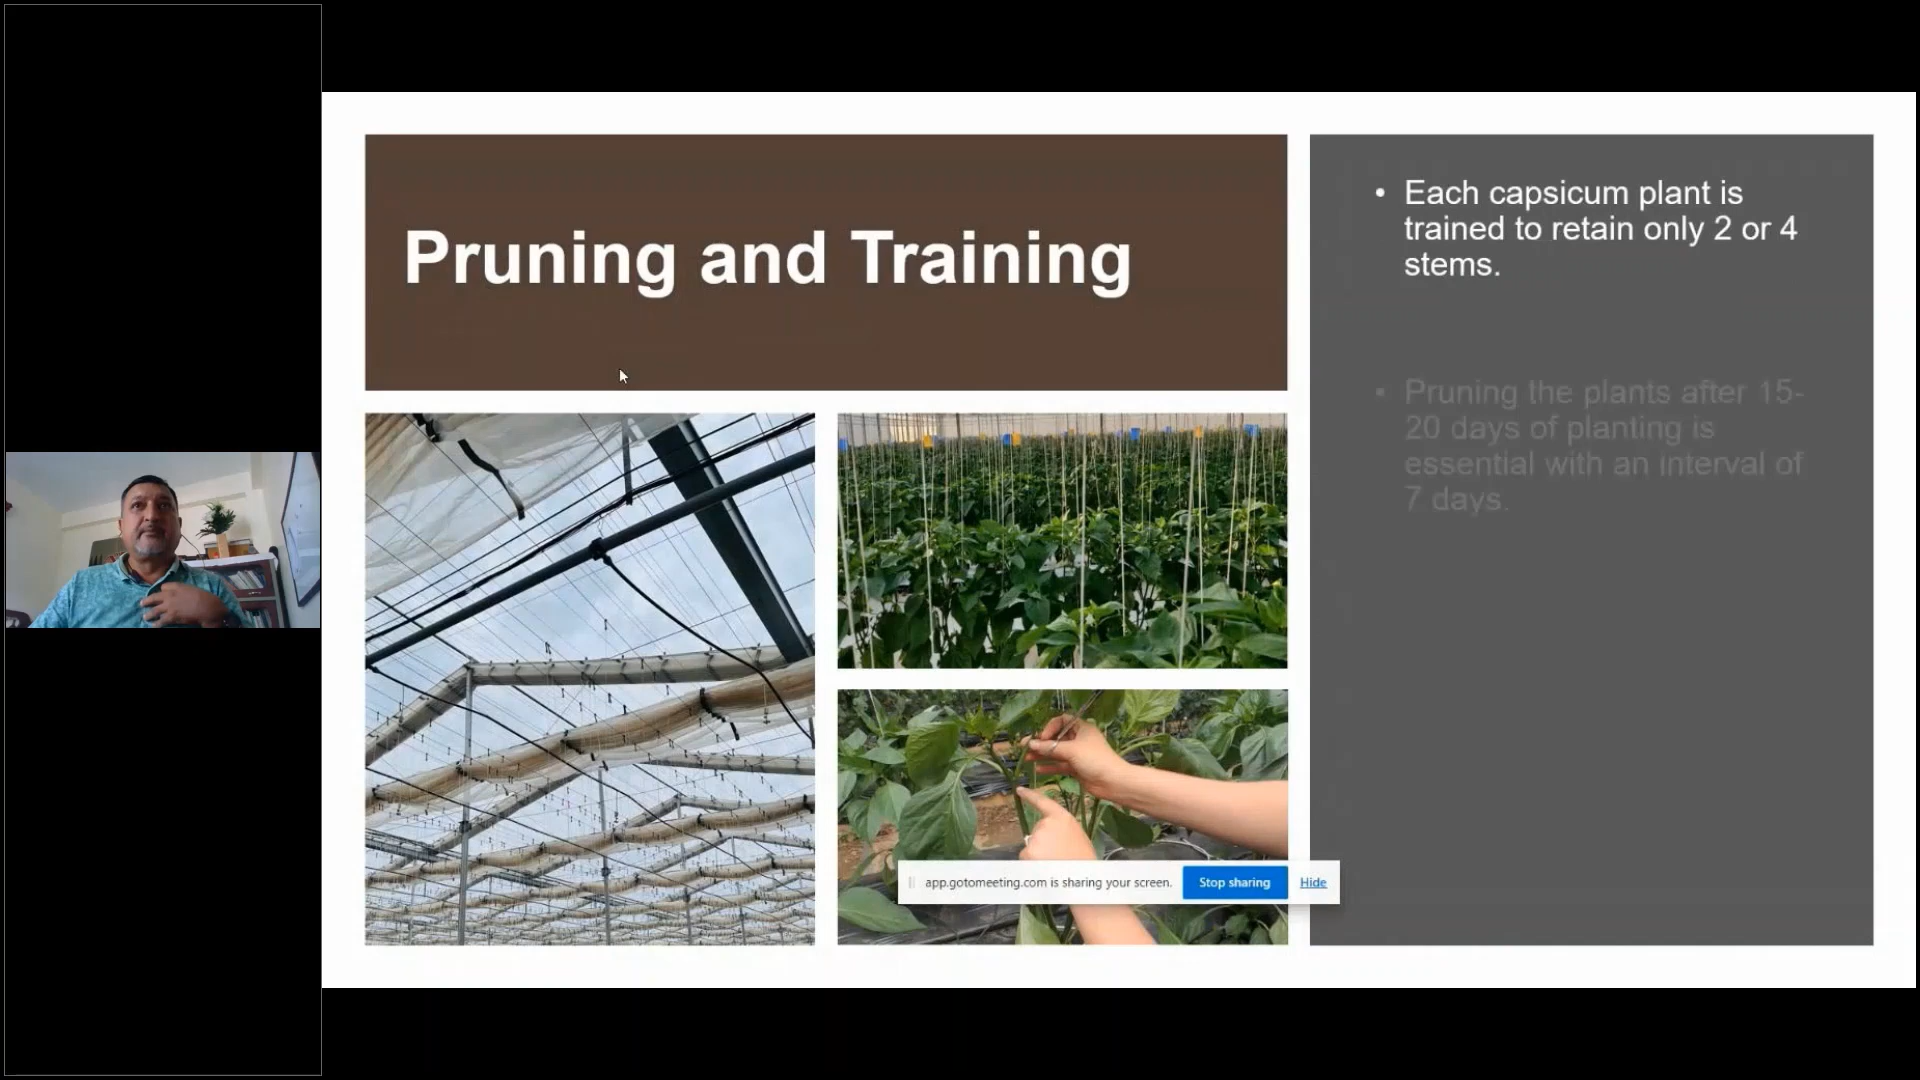 Pruning and Training
• Each capsicum plant is
trained to retain only 2 or 4
stems.
• Pruning the plants after 15-
20 days of planting is
essential with an interval of
7 days.
app.gotomeeting.com is sharing your screen. Stop sharing Hide